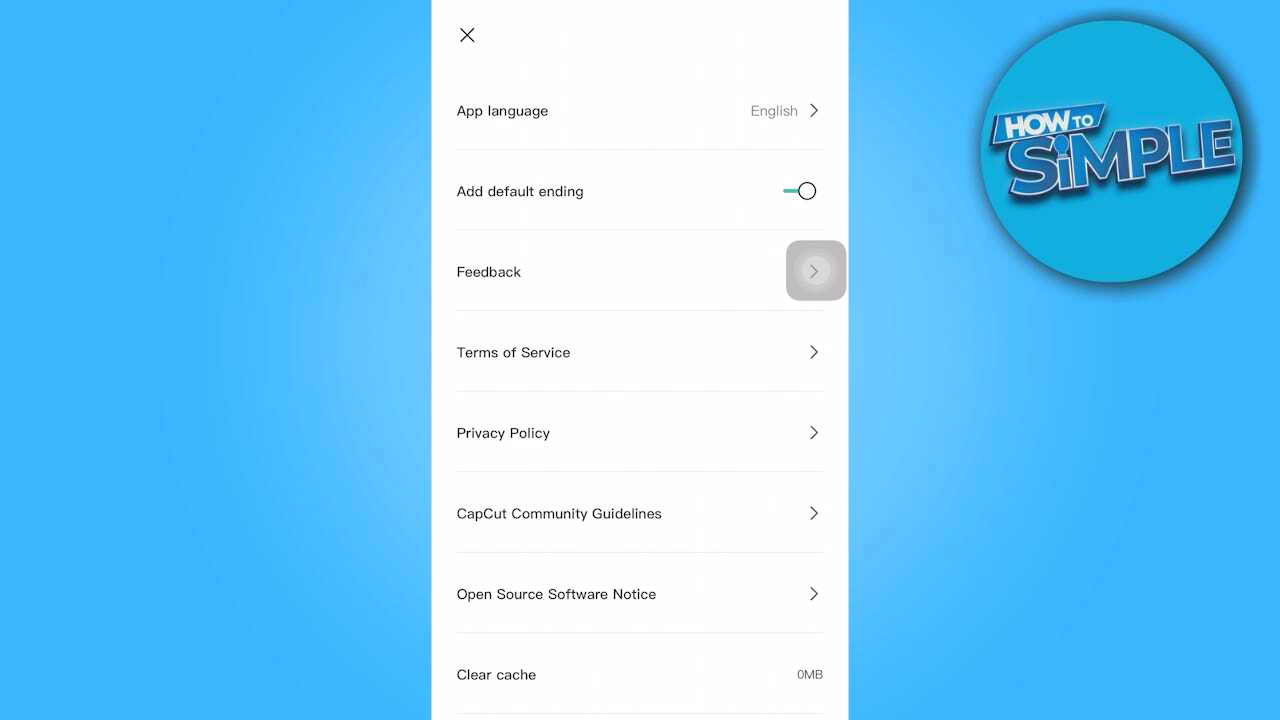 HOW TO
SiMPLE
App language English
Add default ending
Feedback
Terms of Service
Privacy Policy
CapCut Community Guidelines
Open Source Software Notice
Clear cache 0MB